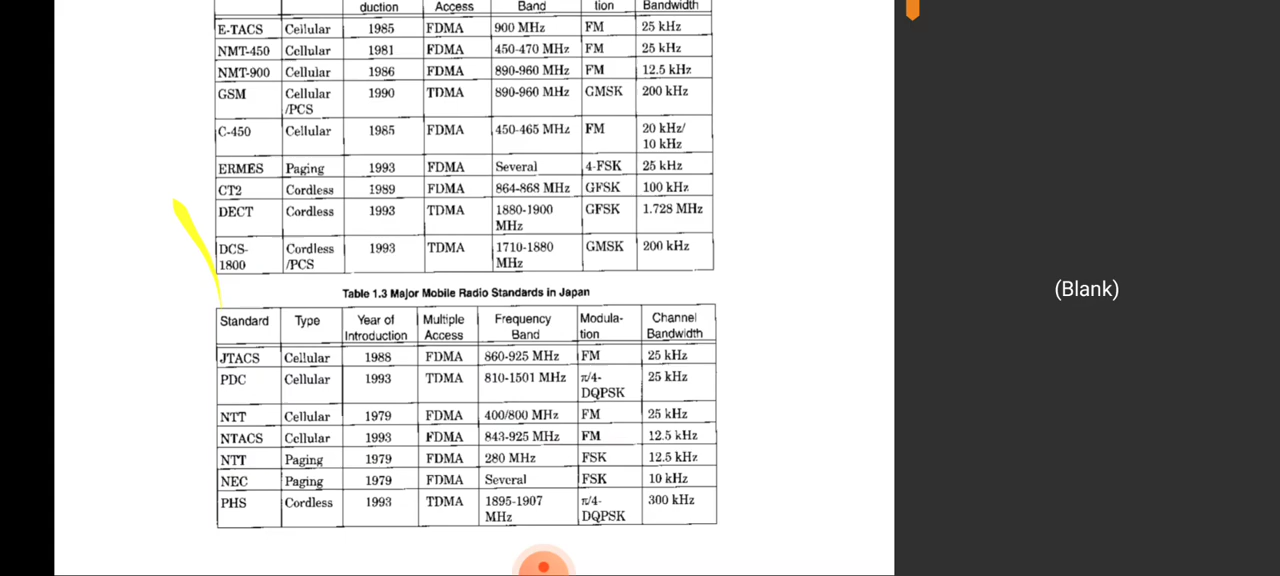 duction Access Band tion Bandwidth
E-TACS Cellular 1985 FDMA 900 MHz FM 25 kHz
NMT-450 Cellular 1981 FDMA 450-470 MHz FM 25 kHz
NMT-900 Cellular 1986 FDMA 890-960 MHz FM 12.5 kHz
GSM Cellular 1990 TDMA 890-960 MHz GMSK 200 kHz
/PCS
C-450 Cellular 1985 FDMA 450-465 MHz FM 20 kHz/
10 kHz
ERMES Paging 1993 FDMA Several 4-FSK 25 kHz
CT2 Cordless 1989 FDMA 864-868 MHz GFSK 100 kHz
DECT Cordless 1993 TDMA 1880-1900 GFSK 1.728 MHz
MHz
DCS- Cordless 1993 TDMA 1710-1880 GMSK 200 kHz
1800 /PCS MHz
Table 1.3 Major Mobile Radio Standards in Japan
Standard Type Year of Multiple Frequency Modula- Channel
Introduction Access Band tion Bandwidth
JTACS Cellular 1988 FDMA 860-925 MHz FM 25 kHz
PDC Cellular 1993 TDMA 810-1501 MHz π/4- 25 kHz
DQPSK
NTT Cellular 1979 FDMA 400/800 MHz FM 25 kHz
NTACS Cellular 1993 FDMA 843-925 MHz FM 12.5 kHz
NTT Paging 1979 FDMA 280 MHz FSK 12.5 kHz
NEC Paging 1979 FDMA Several FSK 10 kHz
PHS Cordless 1993 TDMA 1895-1907 π/4- 300 kHz
MHz DQPSK
(Blank)